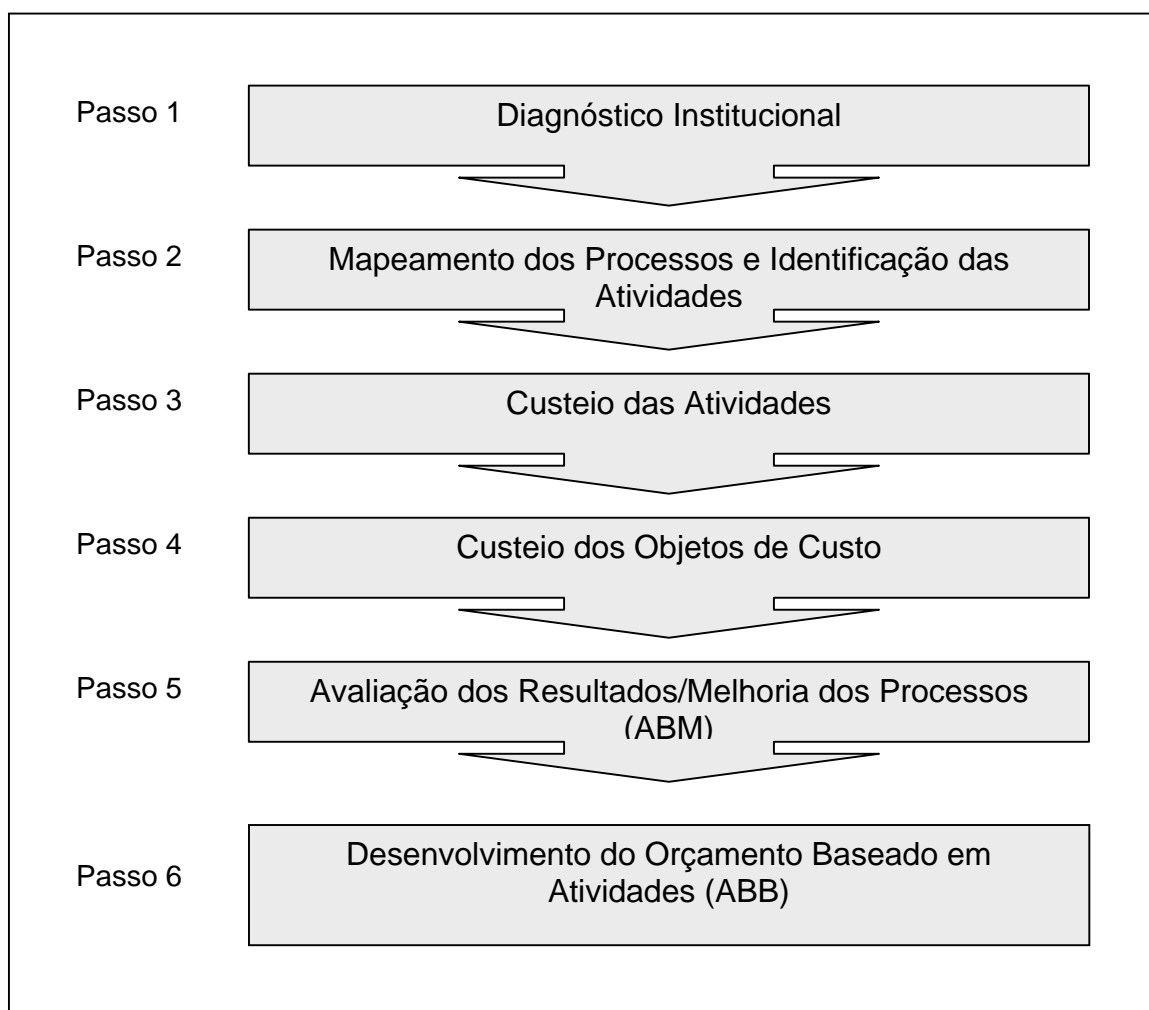 Passo 1
Diagnóstico Institucional
Passo 2
Mapeamento dos Processos e Identificação das
Atividades
Passo 3
Custeio das Atividades
Passo 4
Custeio dos Objetos de Custo
Passo 5
Avaliação dos Resultados/Melhoria dos Processos
(ABM)
Passo 6
Desenvolvimento do Orçamento Baseado em
Atividades (ABB)